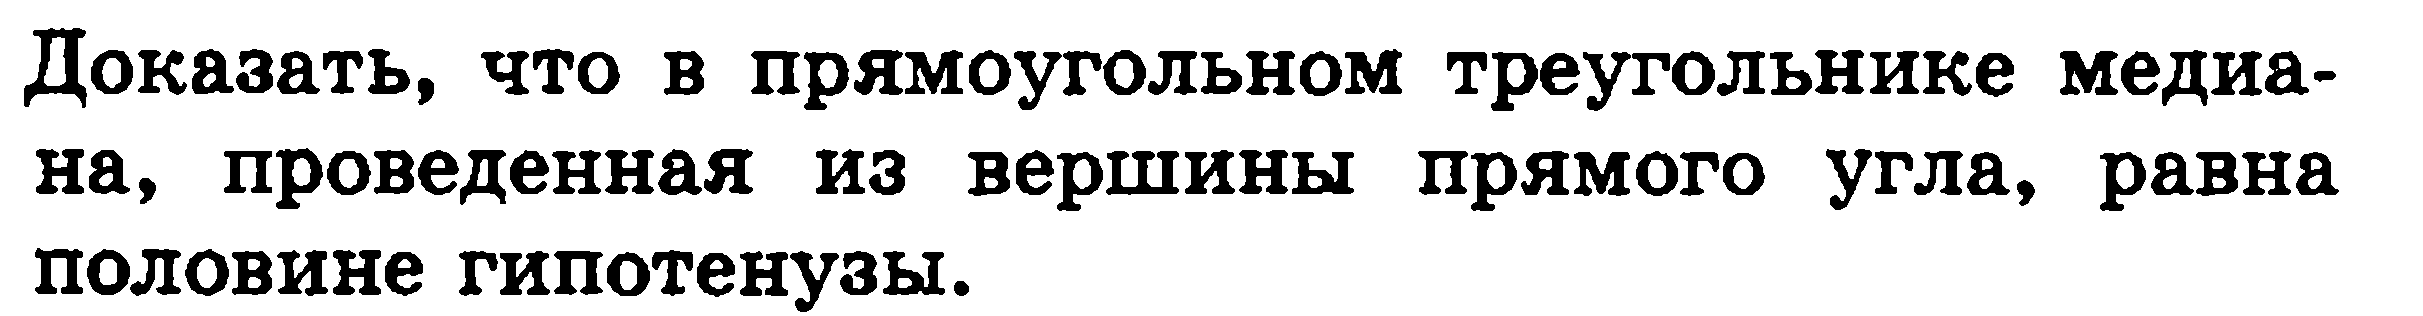 Доказать, что в прямоугольном треугольнике медиа-
на, проведенная из вершины прямого угла, равна
половине гипотенузы.